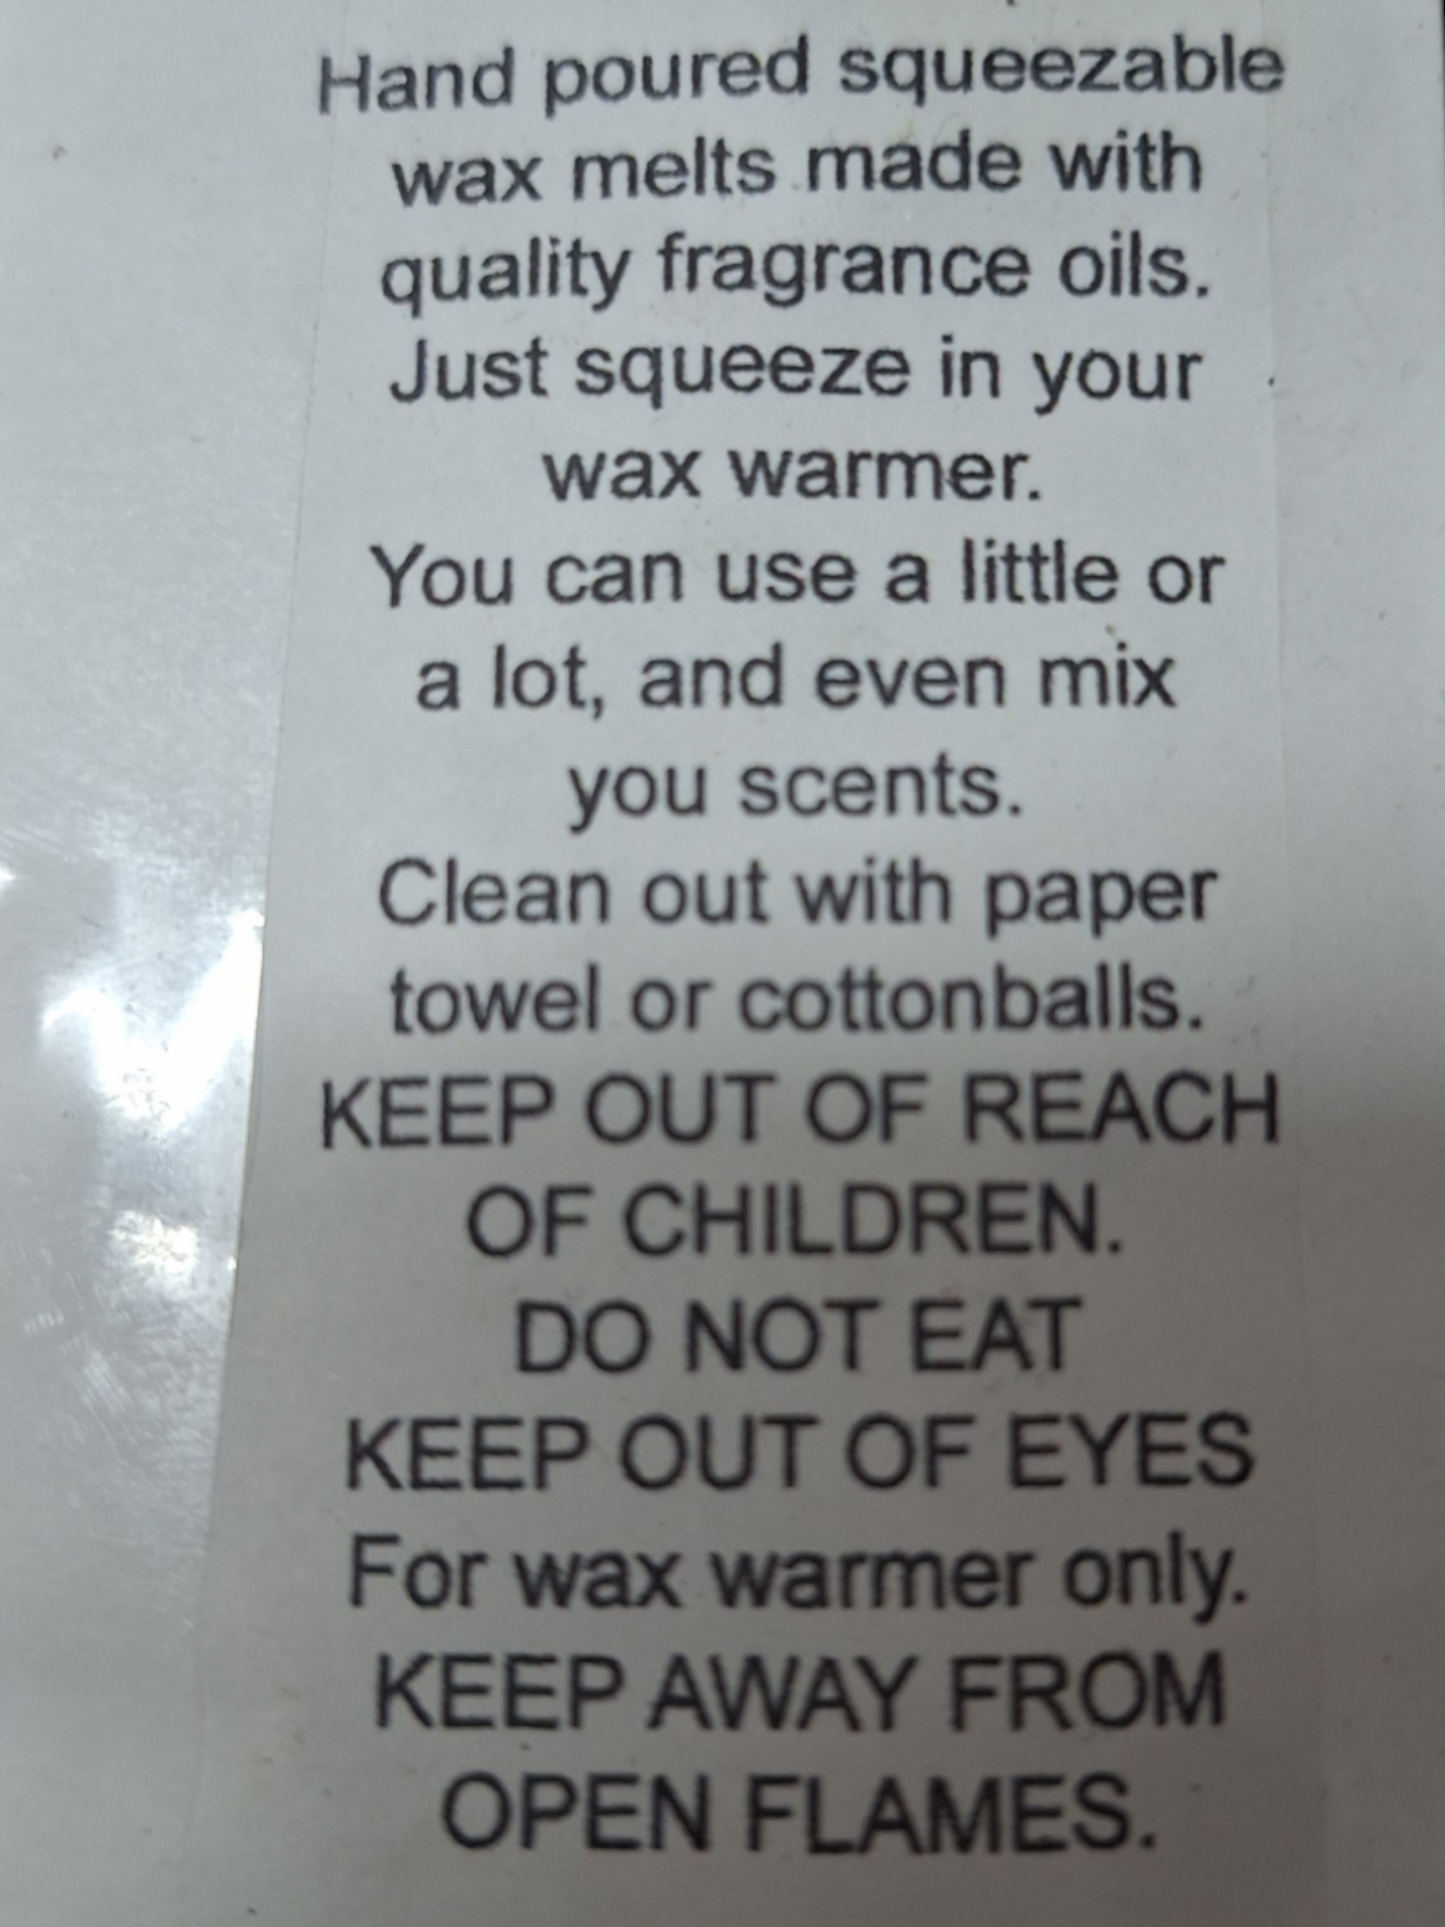 Hand poured squeezable
wax melts made with
quality fragrance oils.
Just squeeze in your
wax warmer.
You can use a little or
a lot, and even mix
you scents.
Clean out with paper
towel or cottonballs.
KEEP OUT OF REACH
OF CHILDREN.
DO NOT EAT
KEEP OUT OF EYES
For wax warmer only.
KEEP AWAY FROM
OPEN FLAMES.